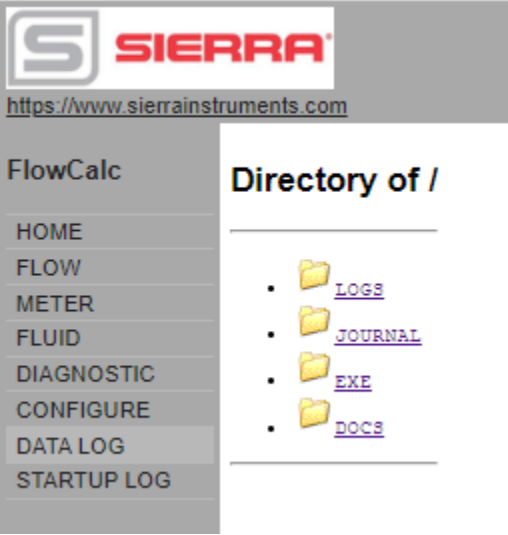 S SIERRA
https://www.sierrainstruments.com
FlowCalc
HOME
FLOW
METER
FLUID
DIAGNOSTIC
CONFIGURE
DATA LOG
STARTUP LOG
Directory of /
LOGS
JOURNAL
EXE
DOCS